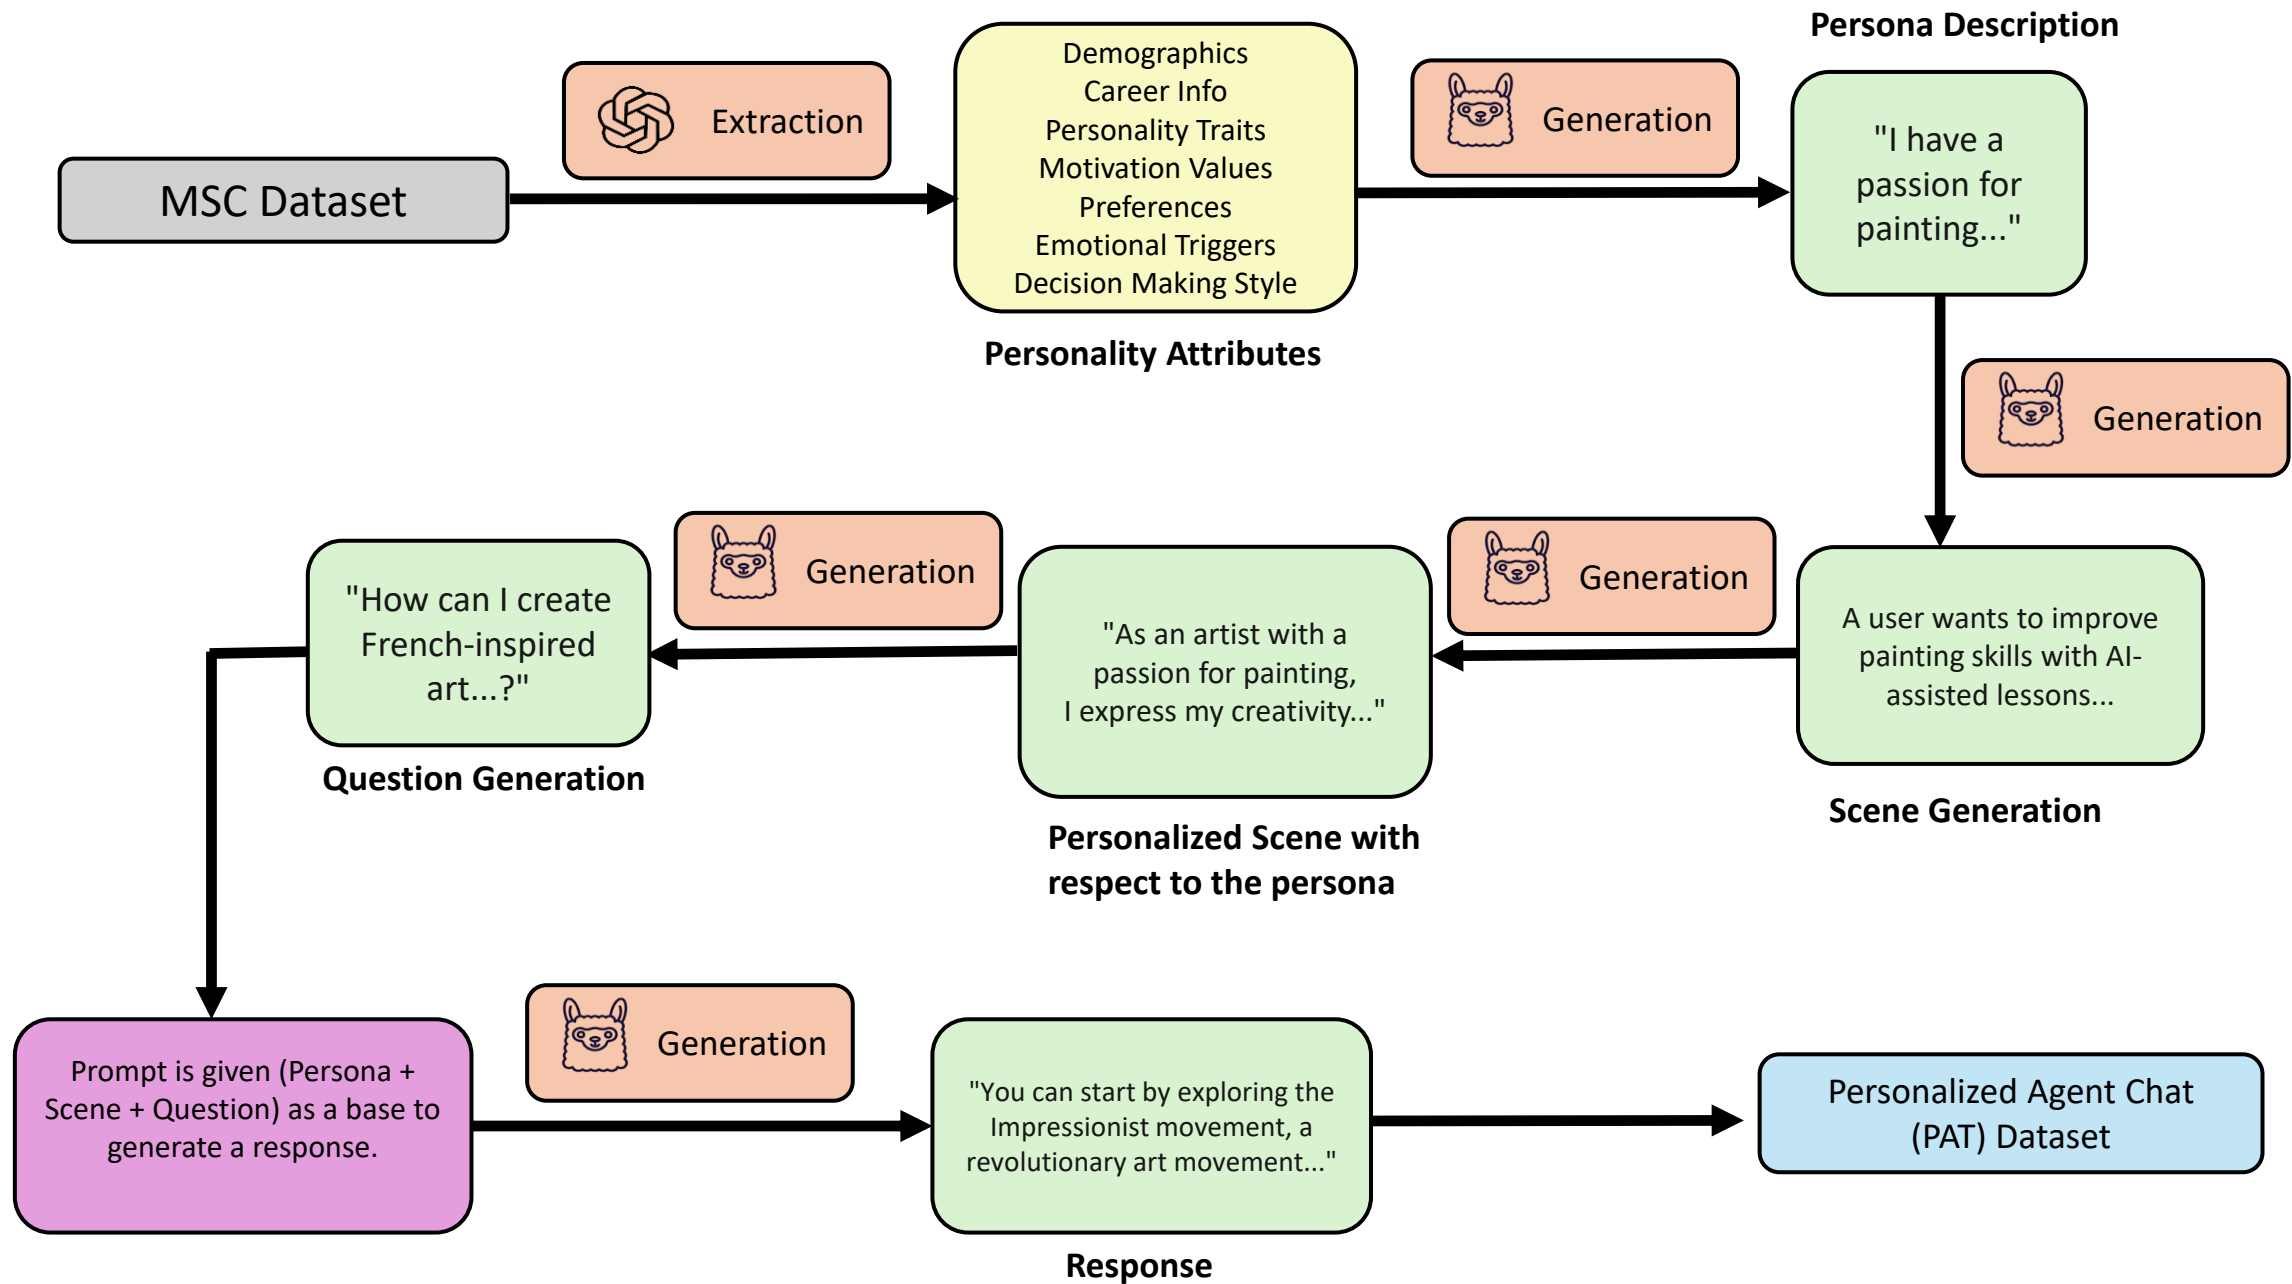 MSC Dataset
Extraction
Demographics
Career Info
Personality Traits
Motivation Values
Preferences
Emotional Triggers
Decision Making Style
Personality Attributes
Generation
Persona Description
"I have a
passion for
painting..."
Generation
A user wants to improve
painting skills with AI-
assisted lessons...
Scene Generation
Generation
"As an artist with a
passion for painting,
I express my creativity..."
Personalized Scene with
respect to the persona
Generation
"How can I create
French-inspired
art...?"
Question Generation
Prompt is given (Persona +
Scene + Question) as a base to
generate a response.
Generation
"You can start by exploring the
Impressionist movement, a
revolutionary art movement..."
Response
Personalized Agent Chat
(PAT) Dataset